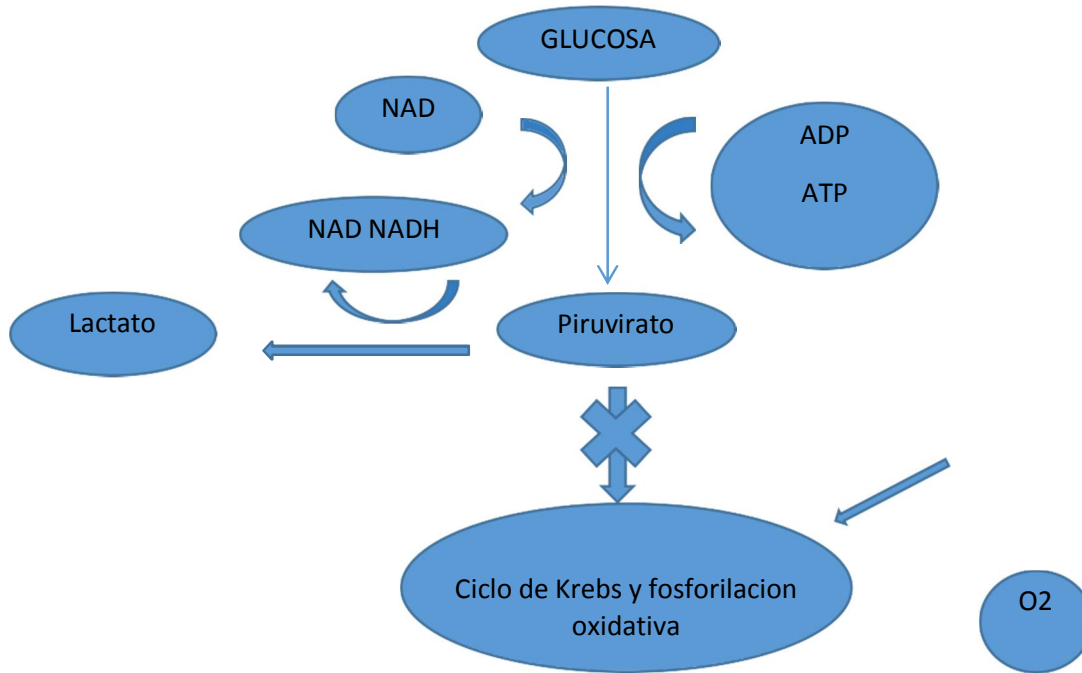 GLUCOSA
NAD
ADP
ATP
NAD NADH
Lactato
Piruvirato
Ciclo de Krebs y fosforilacion
oxidativa
O2